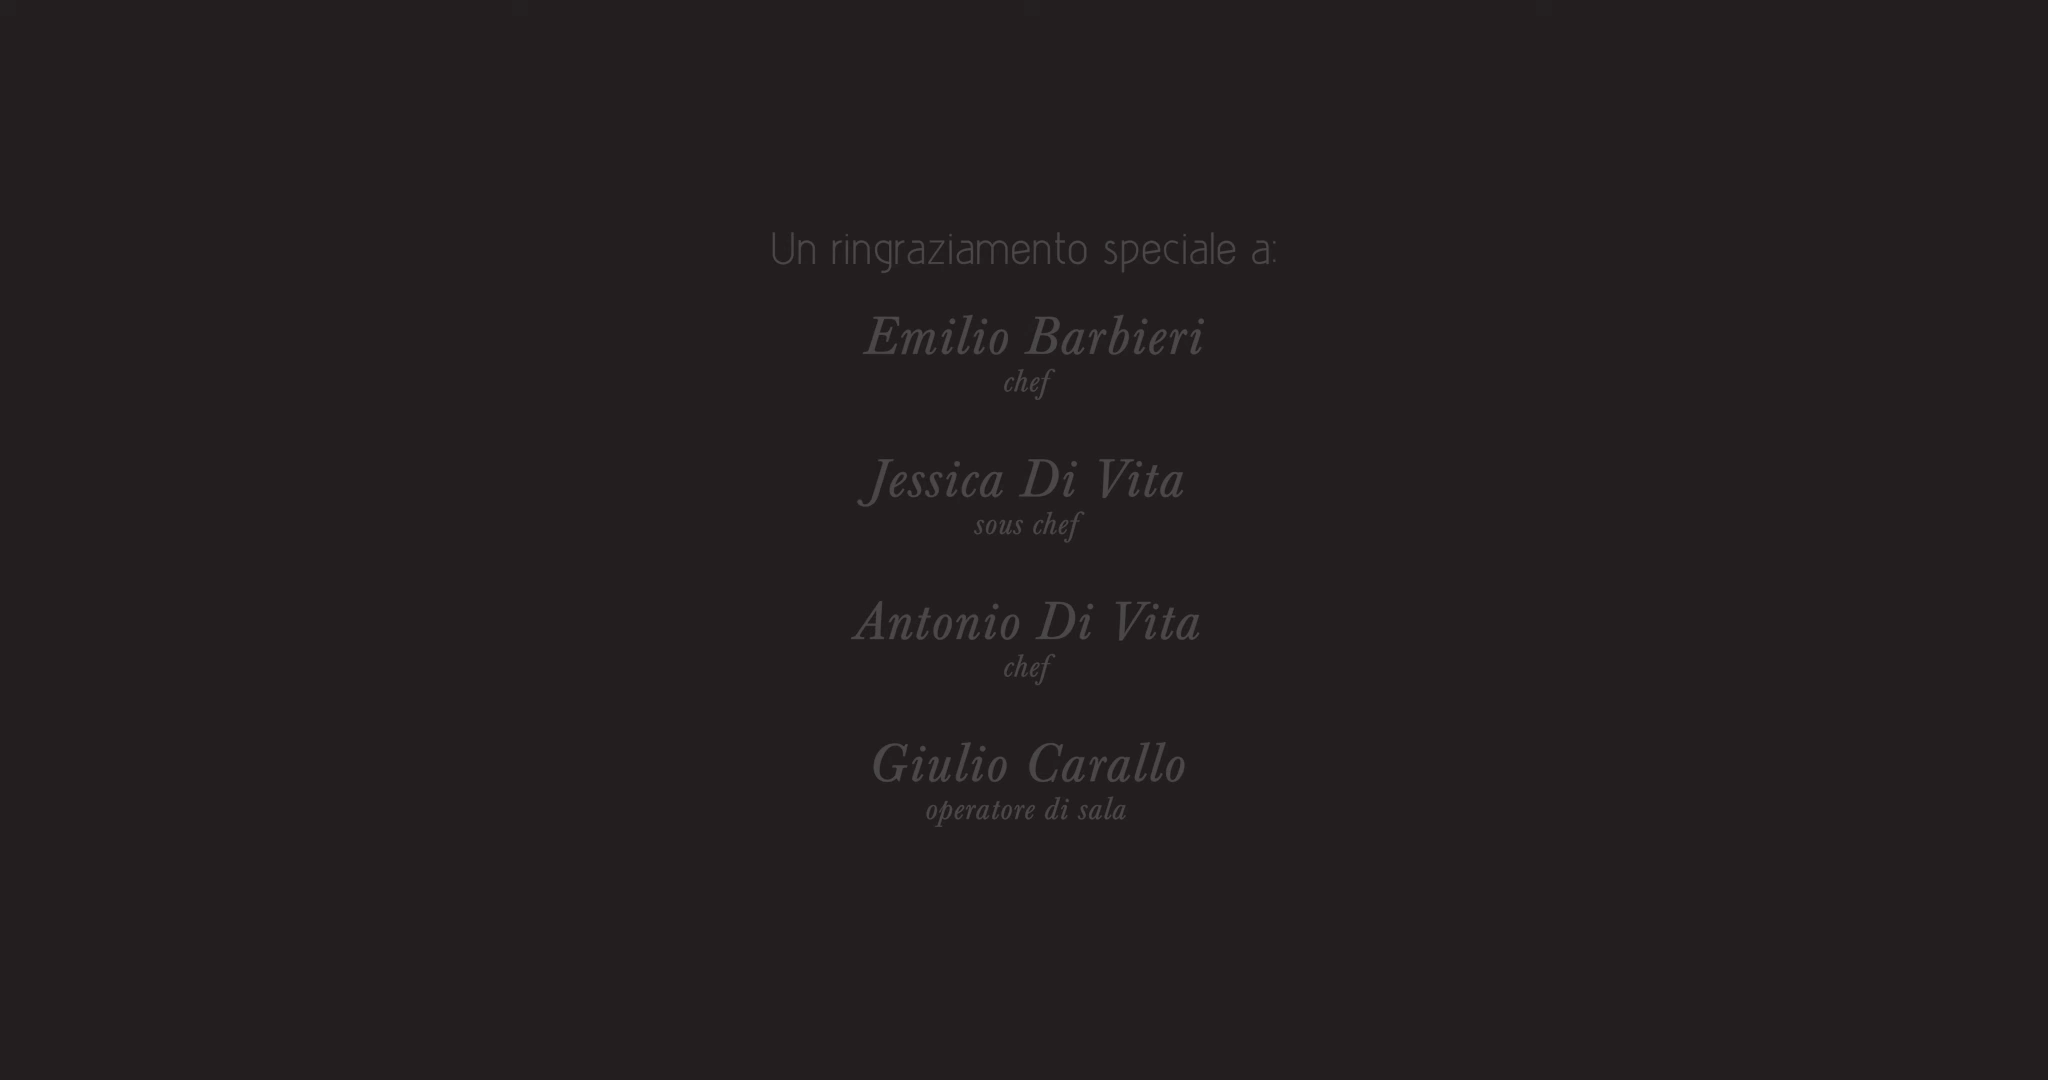 Un ringraziamento speciale a:
Emilio Barbieri
chef
Jessica Di Vita
sous chef
Antonio Di Vita
chef
Giulio Carallo
operatore di sala